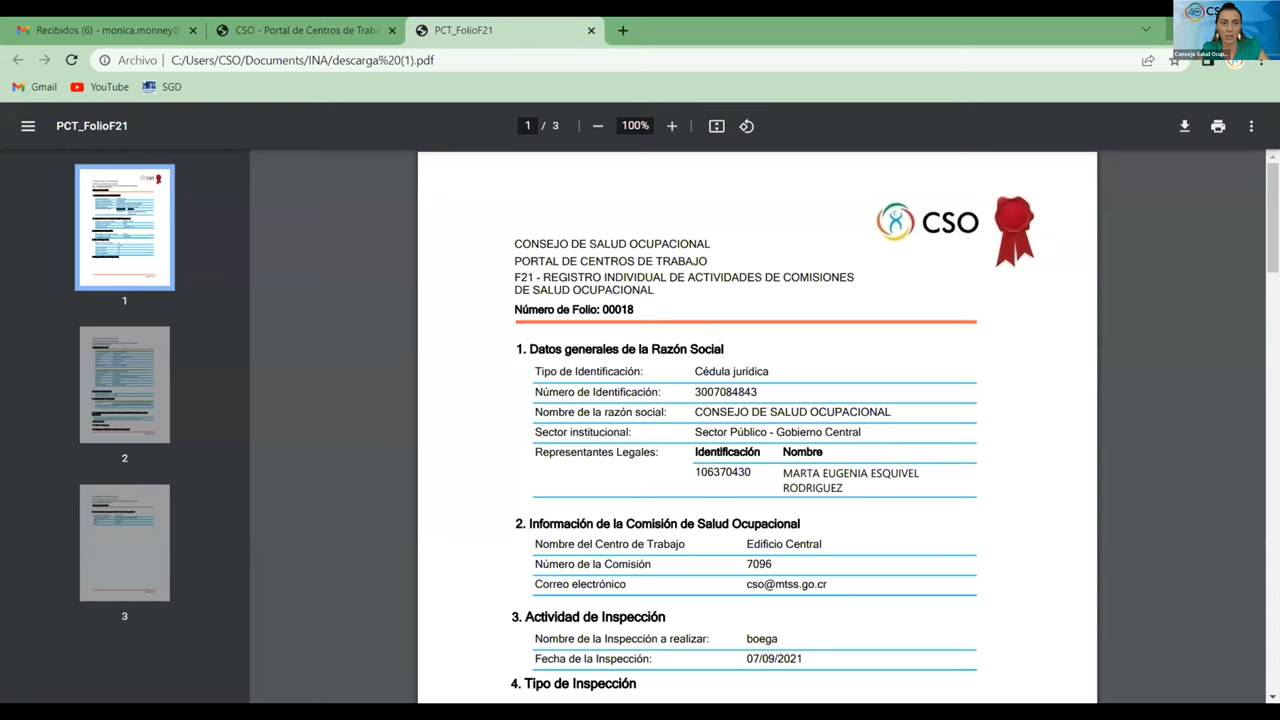 Recibidos (6) - monica.monney@
CSO - Portal de Centros de Traba
PCT_FolioF21
Archivo
C:/Users/CSO/Documents/INA/descarga%20(1).pdf
Gmail
YouTube
SGD
PCT_FolioF21
1 / 3
100%
Consejo Salud Ocup...
1
2
3
CSO
CONSEJO DE SALUD OCUPACIONAL
PORTAL DE CENTROS DE TRABAJO
F21 - REGISTRO INDIVIDUAL DE ACTIVIDADES DE COMISIONES
DE SALUD OCUPACIONAL
Número de Folio: 00018
1. Datos generales de la Razón Social
Tipo de Identificación: Cédula jurídica
Número de Identificación: 3007084843
Nombre de la razón social: CONSEJO DE SALUD OCUPACIONAL
Sector institucional: Sector Público - Gobierno Central
Representantes Legales: Identificación Nombre
106370430 MARTA EUGENIA ESQUIVEL
RODRIGUEZ
2. Información de la Comisión de Salud Ocupacional
Nombre del Centro de Trabajo Edificio Central
Número de la Comisión 7096
Correo electrónico cso@mtss.go.cr
3. Actividad de Inspección
Nombre de la Inspección a realizar: boega
Fecha de la Inspección: 07/09/2021
4. Tipo de Inspección